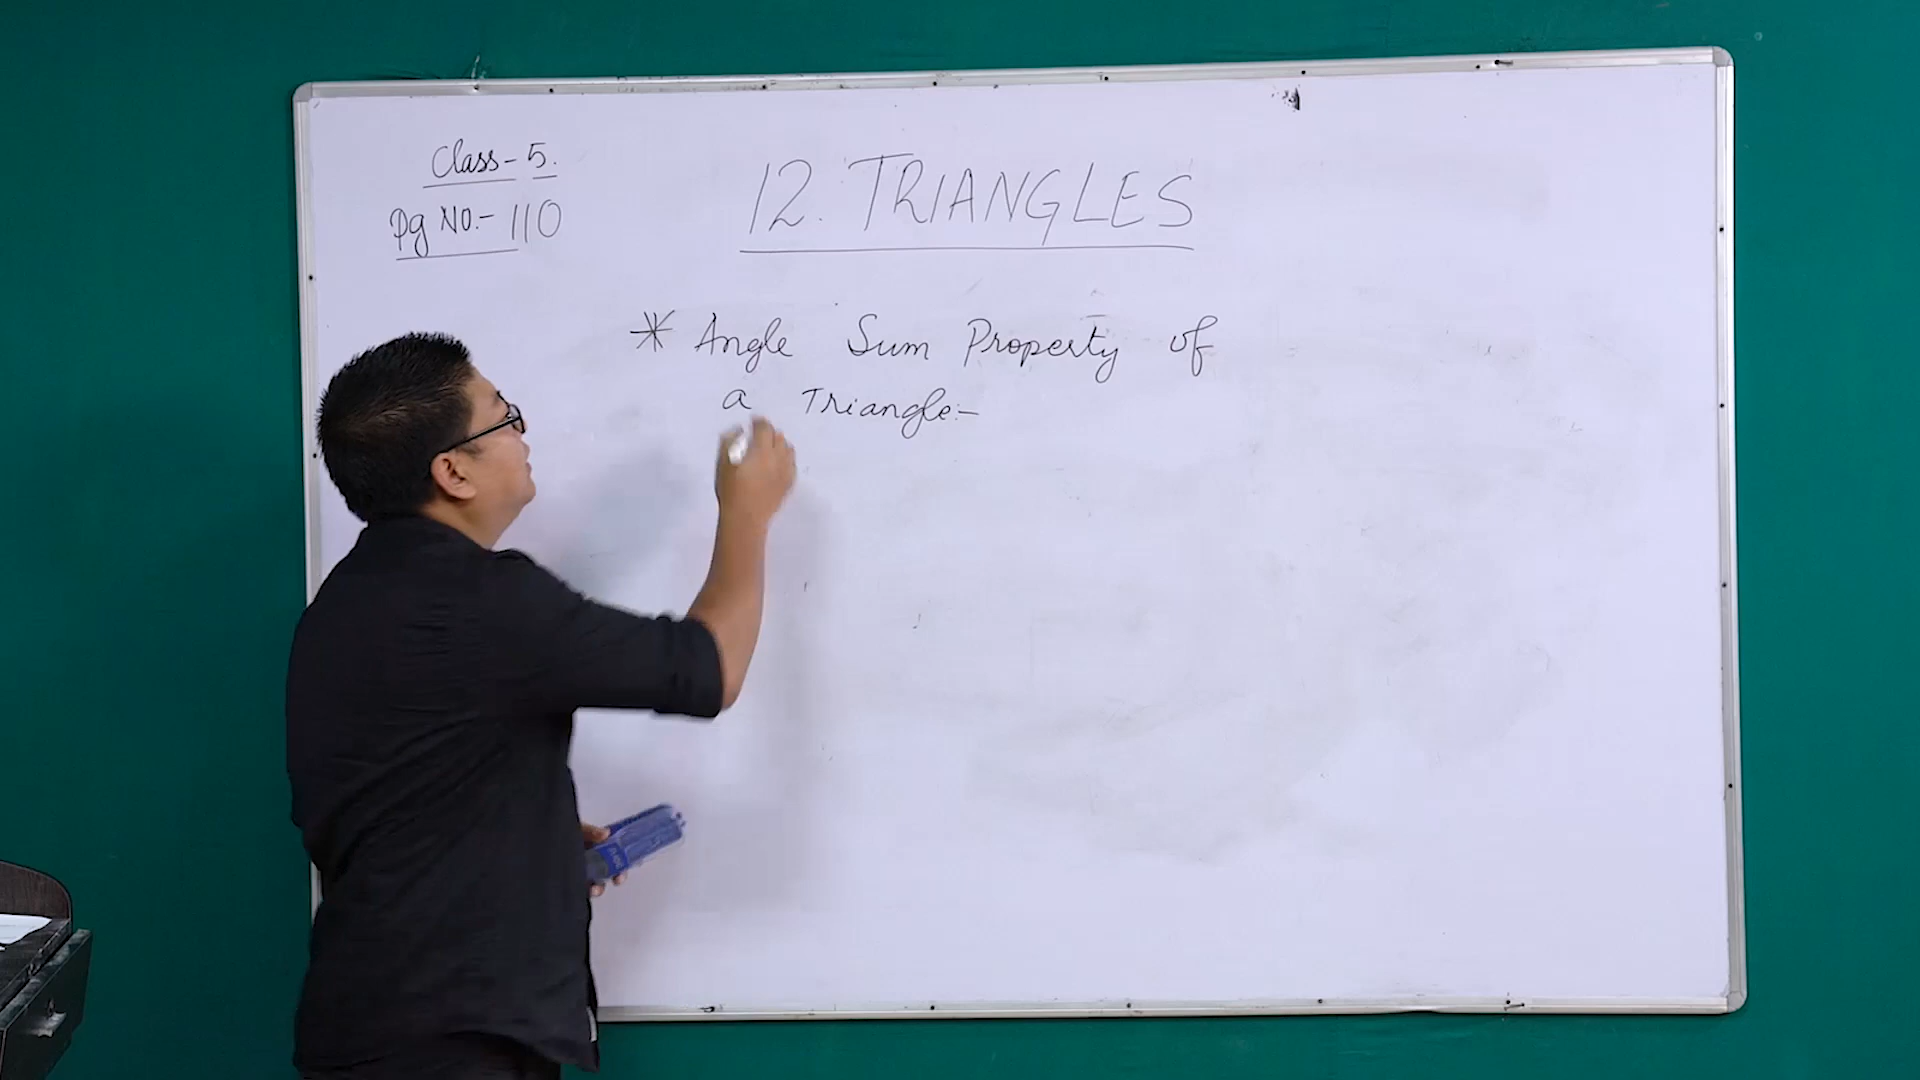 Class-5.
Pg No:- 110
12. TRIANGLES
* Angle Sum Property of
a Triangle:-